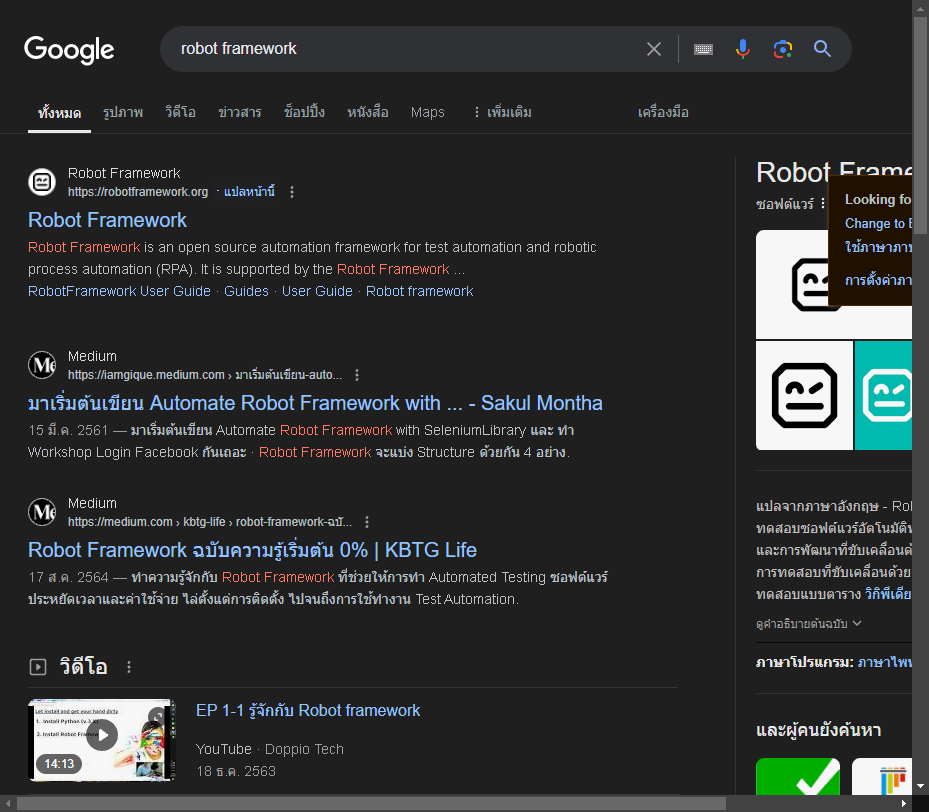 Google
robot framework
ทั้งหมด รูปภาพ วิดีโอ ข่าวสาร ช็อปปิ้ง หนังสือ Maps เพิ่มเติม เครื่องมือ
Robot Framework
https://robotframework.org · แปลหน้านี้
Robot Framework
Robot Framework is an open source automation framework for test automation and robotic
process automation (RPA). It is supported by the Robot Framework ...
RobotFramework User Guide · Guides · User Guide · Robot framework
Medium
https://iamgique.medium.com › มาเริ่มต้นเขียน-auto...
มาเริ่มต้นเขียน Automate Robot Framework with ... - Sakul Montha
15 มี.ค. 2561 — มาเริ่มต้นเขียน Automate Robot Framework with SeleniumLibrary และ ทำ
Workshop Login Facebook กันเถอะ · Robot Framework จะแบ่ง Structure ด้วยกัน 4 อย่าง.
Medium
https://medium.com › kbtg-life › robot-framework-ฉบั...
Robot Framework ฉบับความรู้เริ่มต้น 0% | KBTG Life
17 ส.ค. 2564 — ทำความรู้จักกับ Robot Framework ที่ช่วยให้การทำ Automated Testing ซอฟต์แวร์
ประหยัดเวลาและค่าใช้จ่าย ไล่ตั้งแต่การติดตั้ง ไปจนถึงการใช้ทำงาน Test Automation.
วิดีโอ
Let install and get your hand dirty
1. Install Python (v.3.
2. Install Robot Framew
14:13
EP 1-1 รู้จักกับ Robot framework
YouTube · Doppio Tech
18 ธ.ค. 2563
Robot Frame
ซอฟต์แวร์
Looking fo
Change to
ใช้ภาษาภา
การตั้งค่าภา
แปลจากภาษาอังกฤษ -
ทดสอบซอฟต์แวร์อัตโนมัติ
และการพัฒนาที่ขับเคลื่อนด้
การทดสอบที่ขับเคลื่อนด้วย
ทดสอบแบบตาราง วิกิพีเดีย
ดูคำอธิบายต้นฉบับ
ภาษาโปรแกรม: ภาษาไพ
และผู้คนยังค้นหา